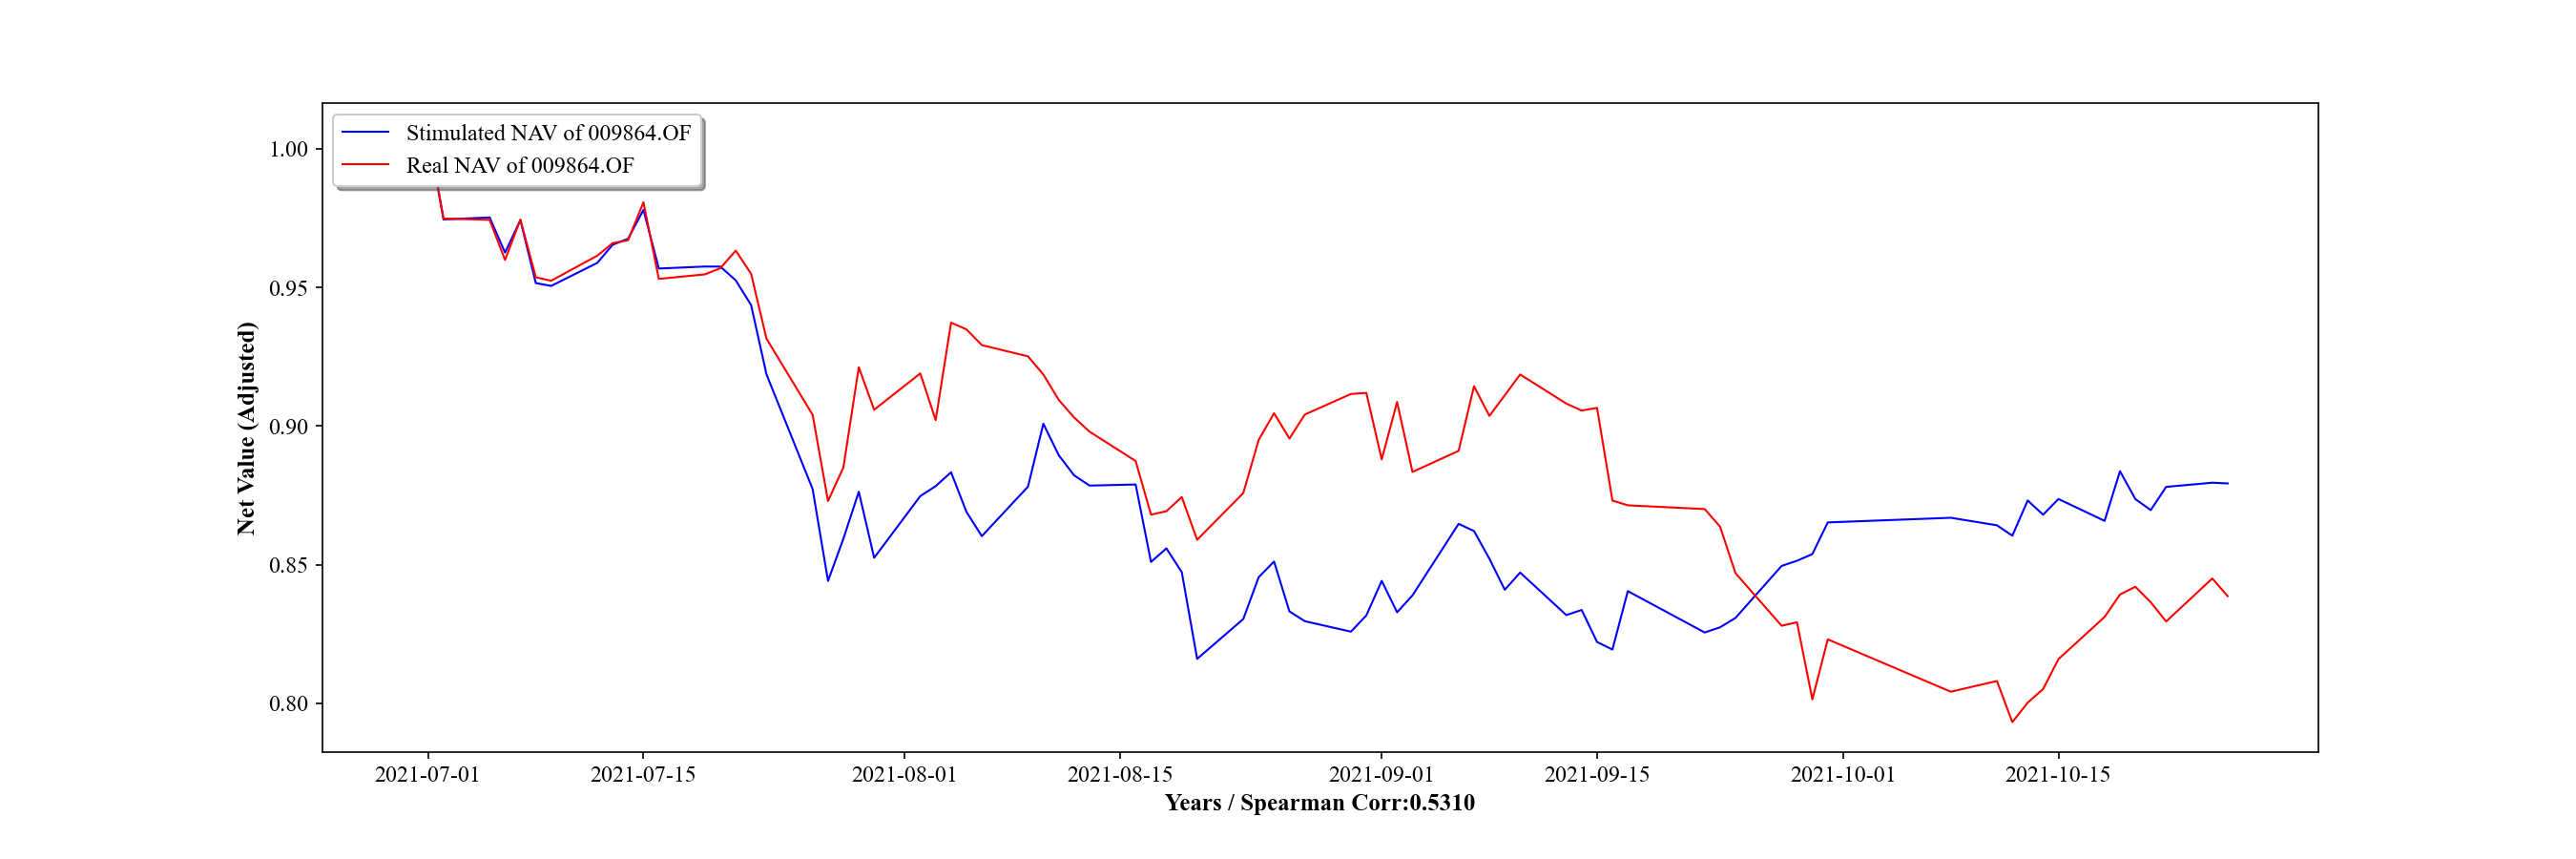 Stimulated NAV of 009864.OF
Real NAV of 009864.OF
1.00
0.95
0.90
0.85
0.80
Net Value (Adjusted)
2021-07-01 2021-07-15 2021-08-01 2021-08-15 2021-09-01 2021-09-15 2021-10-01 2021-10-15
Years / Spearman Corr:0.5310